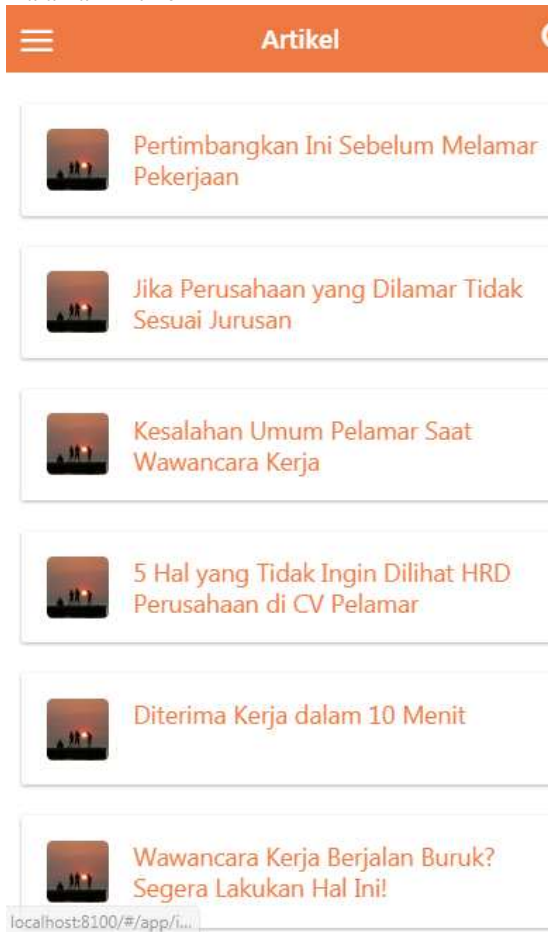 Artikel
Pertimbangkan Ini Sebelum Melamar
Pekerjaan
Jika Perusahaan yang Dilamar Tidak
Sesuai Jurusan
Kesalahan Umum Pelamar Saat
Wawancara Kerja
5 Hal yang Tidak Ingin Dilihat HRD
Perusahaan di CV Pelamar
Diterima Kerja dalam 10 Menit
Wawancara Kerja Berjalan Buruk?
Segera Lakukan Hal Ini!
localhost:8100/#/app/i...